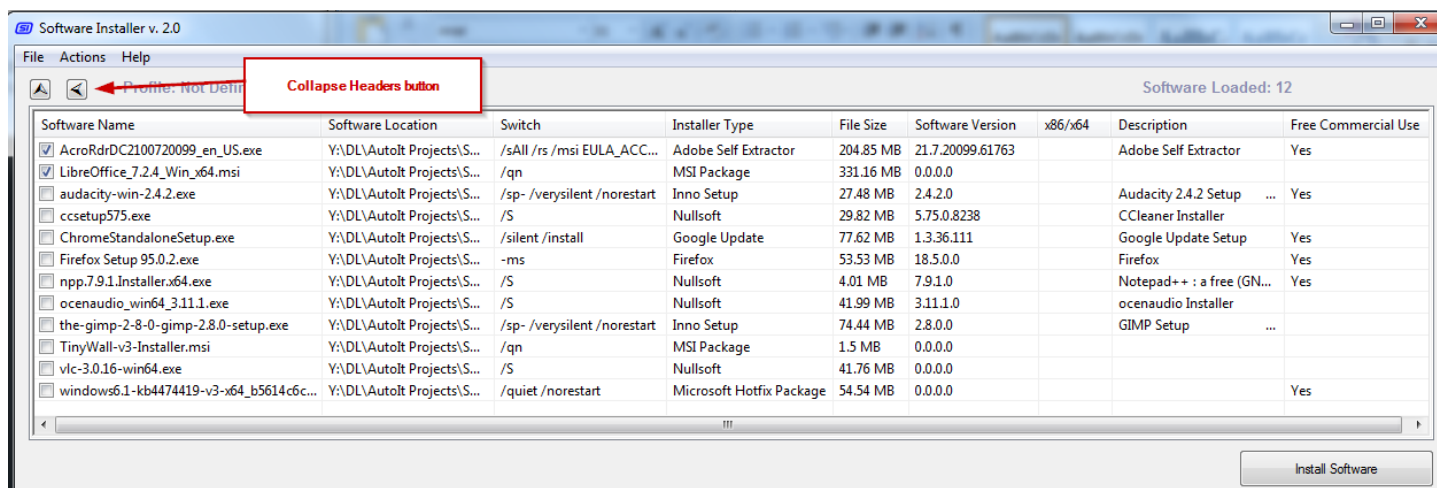 SI Software Installer v. 2.0
File Actions Help
Profile: Not Defin Collapse Headers button Software Loaded: 12
Software Name Software Location Switch Installer Type File Size Software Version x86/x64 Description Free Commercial Use
AcroRdrDC2100720099_en_US.exe Y:\DL\AutoIt Projects\S... /sAll /rs /msi EULA_ACC... Adobe Self Extractor 204.85 MB 21.7.20099.61763 Adobe Self Extractor Yes
LibreOffice_7.2.4_Win_x64.msi Y:\DL\AutoIt Projects\S... /qn MSI Package 331.16 MB 0.0.0.0
audacity-win-2.4.2.exe Y:\DL\AutoIt Projects\S... /sp- /verysilent /norestart Inno Setup 27.48 MB 2.4.2.0 Audacity 2.4.2 Setup ... Yes
ccsetup575.exe Y:\DL\AutoIt Projects\S... /S Nullsoft 29.82 MB 5.75.0.8238 CCleaner Installer
ChromeStandaloneSetup.exe Y:\DL\AutoIt Projects\S... /silent /install Google Update 77.62 MB 1.3.36.111 Google Update Setup Yes
Firefox Setup 95.0.2.exe Y:\DL\AutoIt Projects\S... -ms Firefox 53.53 MB 18.5.0.0 Firefox Yes
npp.7.9.1.Installer.x64.exe Y:\DL\AutoIt Projects\S... /S Nullsoft 4.01 MB 7.9.1.0 Notepad++ : a free (GN... Yes
ocenaudio_win64_3.11.1.exe Y:\DL\AutoIt Projects\S... /S Nullsoft 41.99 MB 3.11.1.0 ocenaudio Installer
the-gimp-2-8-0-gimp-2.8.0-setup.exe Y:\DL\AutoIt Projects\S... /sp- /verysilent /norestart Inno Setup 74.44 MB 2.8.0.0 GIMP Setup ...
TinyWall-v3-Installer.msi Y:\DL\AutoIt Projects\S... /qn MSI Package 1.5 MB 0.0.0.0
vlc-3.0.16-win64.exe Y:\DL\AutoIt Projects\S... /S Nullsoft 41.76 MB 0.0.0.0
windows6.1-kb4474419-v3-x64_b5614c6c... Y:\DL\AutoIt Projects\S... /quiet /norestart Microsoft Hotfix Package 54.54 MB 0.0.0.0 Yes
Install Software